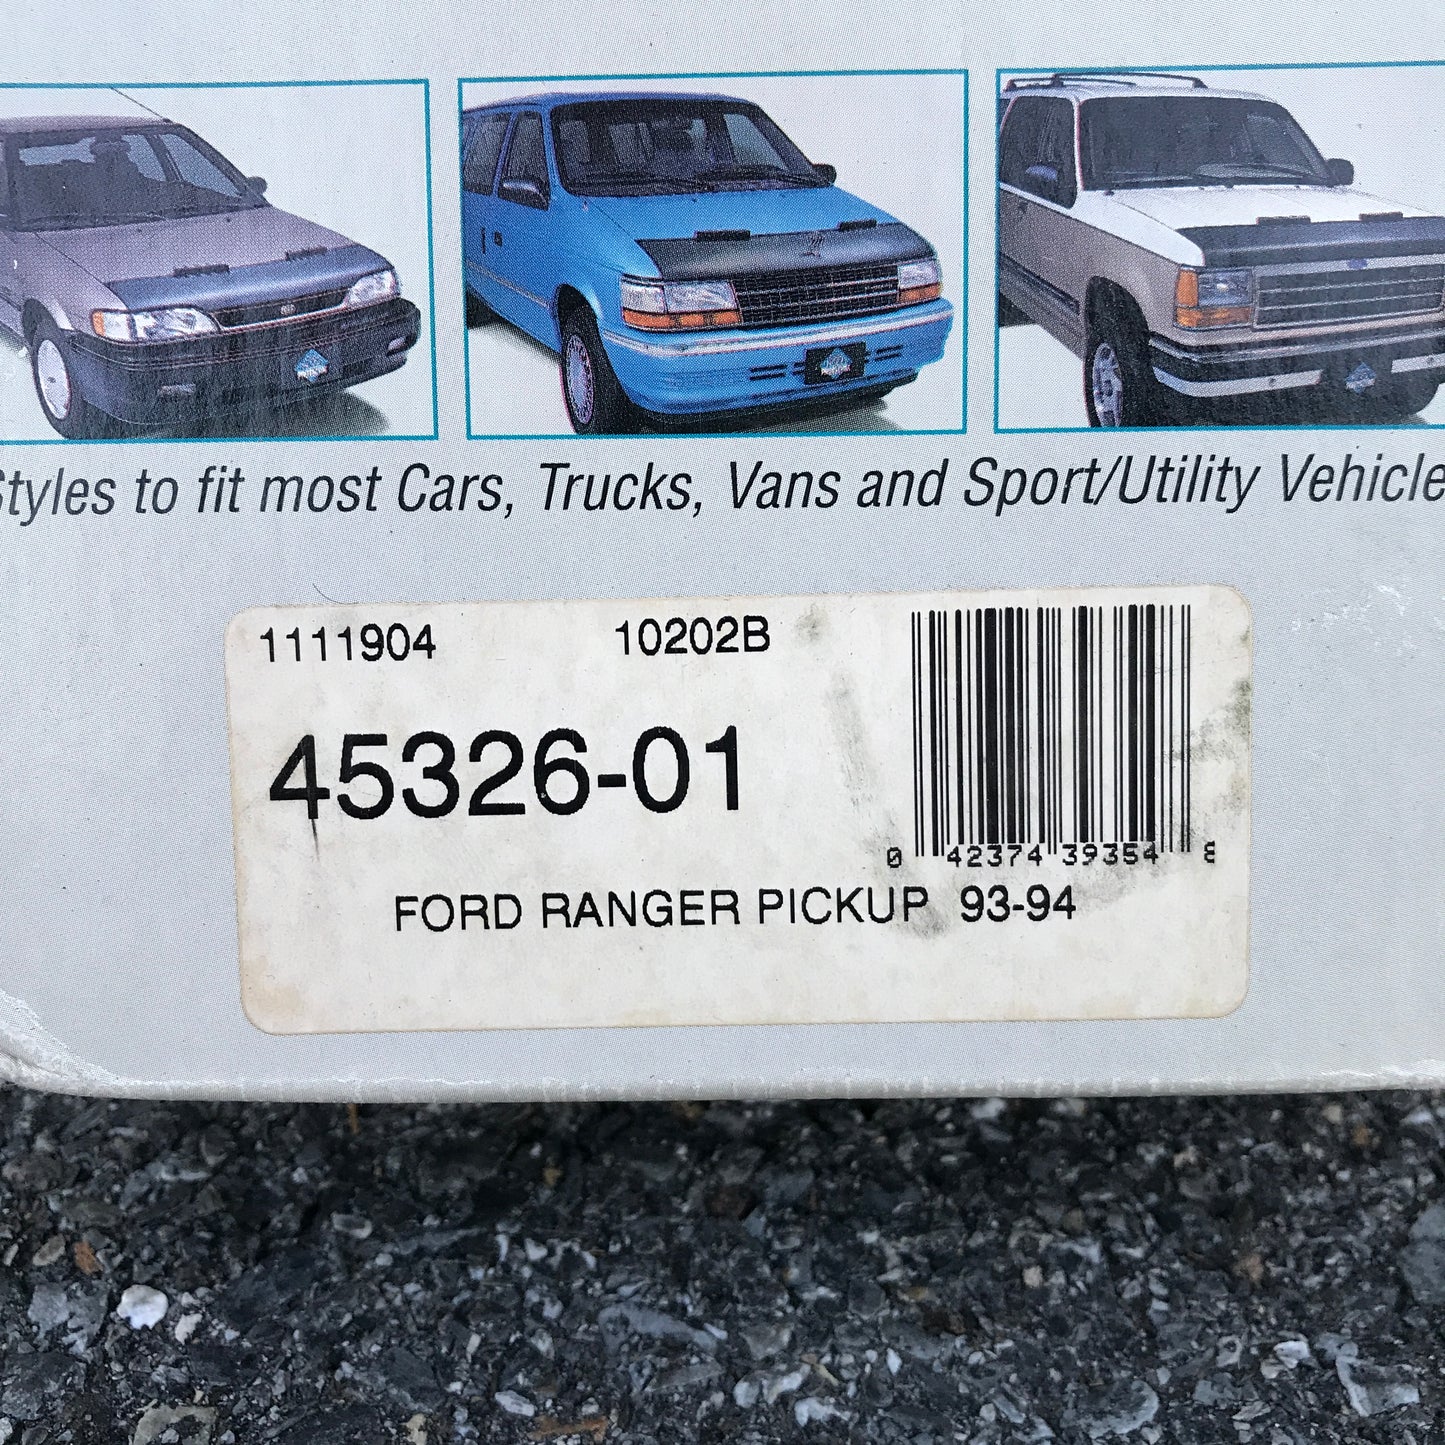 Styles to fit most Cars, Trucks, Vans and Sport/Utility Vehicle
1111904 10202B
45326-01
0 42374 39354 8
FORD RANGER PICKUP 93-94